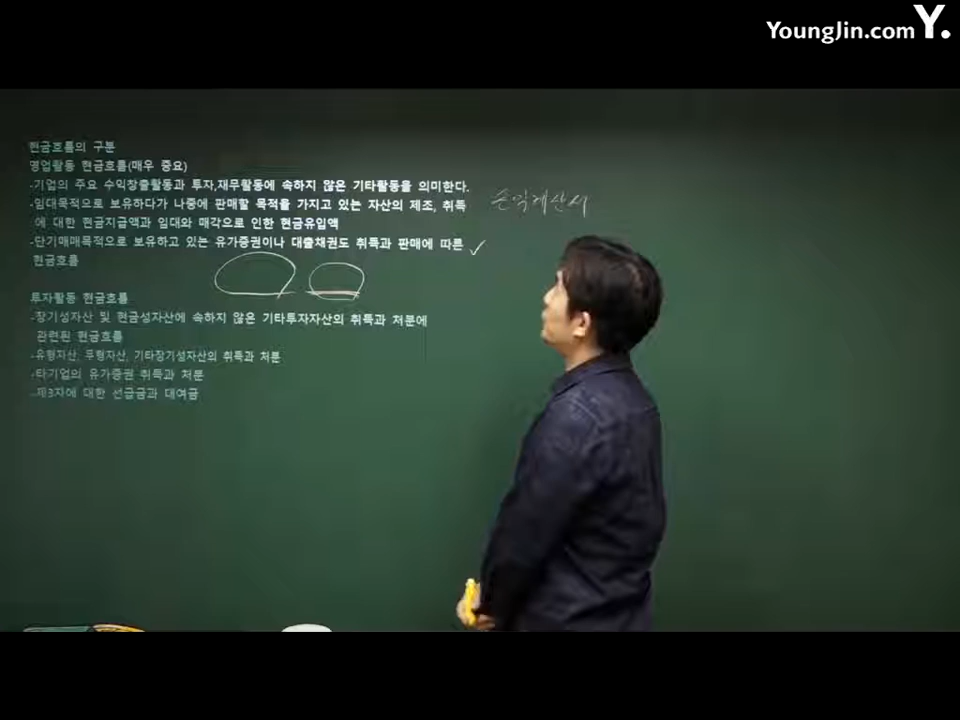 YoungJin.com Y.
현금흐름의 구분
영업활동 현금흐름(매우 중요)
-기업의 주요 수익창출활동과 투자,재무활동에 속하지 않은 기타활동을 의미한다.
-임대목적으로 보유하다가 나중에 판매할 목적을 가지고 있는 자산의 제조, 취득
에 대한 현금지급액과 임대와 매각으로 인한 현금유입액
-단기매매목적으로 보유하고 있는 유가증권이나 대출채권도 취득과 판매에 따른
현금흐름
손익계산서
투자활동 현금흐름
-장기성자산 및 현금성자산에 속하지 않은 기타투자자산의 취득과 처분에
관련된 현금흐름
-유형자산, 무형자산, 기타장기성자산의 취득과 처분
-타기업의 유가증권 취득과 처분
-제3자에 대한 선급금과 대여금